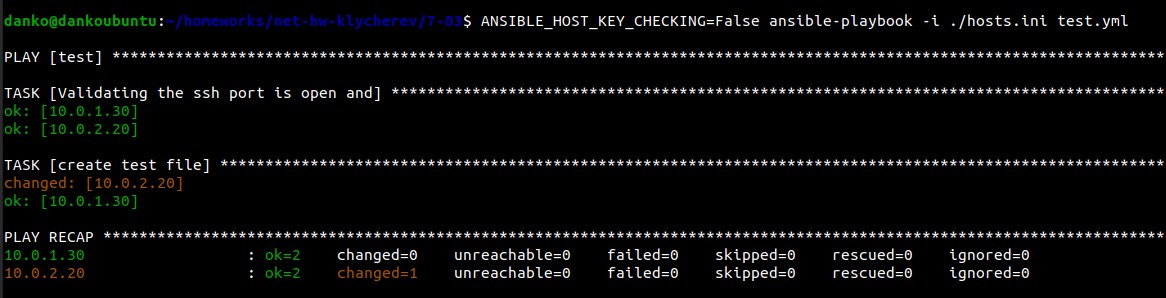 danko@dankoubuntu:~/homeworks/net-hw-klycherev/7-03$ ANSIBLE_HOST_KEY_CHECKING=False ansible-playbook -i ./hosts.ini test.yml
PLAY [test] *********************************************************************************************************************
TASK [Validating the ssh port is open and] **************************************************************************************
ok: [10.0.1.30]
ok: [10.0.2.20]
TASK [create test file] *********************************************************************************************************
changed: [10.0.2.20]
ok: [10.0.1.30]
PLAY RECAP **********************************************************************************************************************
10.0.1.30                  : ok=2    changed=0    unreachable=0    failed=0    skipped=0    rescued=0    ignored=0
10.0.2.20                  : ok=2    changed=1    unreachable=0    failed=0    skipped=0    rescued=0    ignored=0